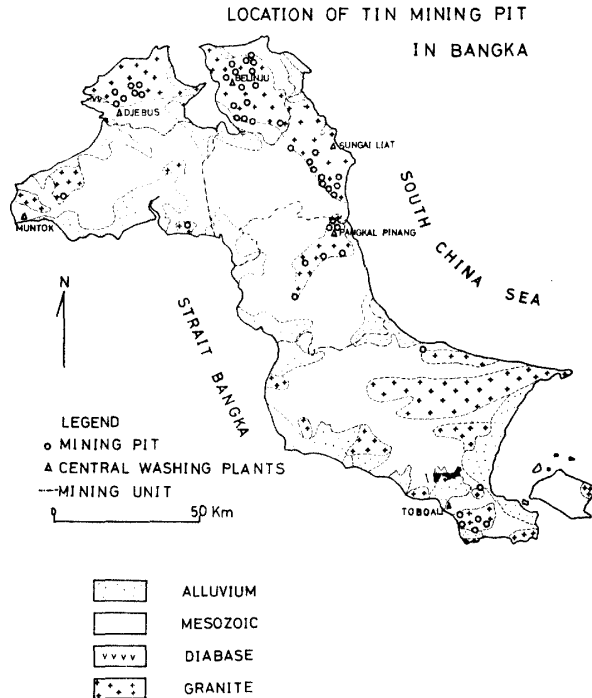 LOCATION OF TIN MINING PIT
IN BANGKA
BELINJU
DJEBUS
SUNGAI LIAT
MUNTOK
PANGKAL PINANG
SOUTH CHINA SEA
N
STRAIT BANGKA
LEGEND
MINING PIT
CENTRAL WASHING PLANTS
MINING UNIT
0 50 Km
TOBOALI
ALLUVIUM
MESOZOIC
DIABASE
GRANITE